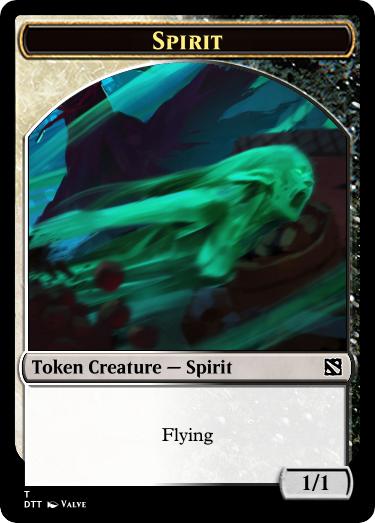 Spirit
Token Creature — Spirit
Flying
1/1
T
DTT Valve